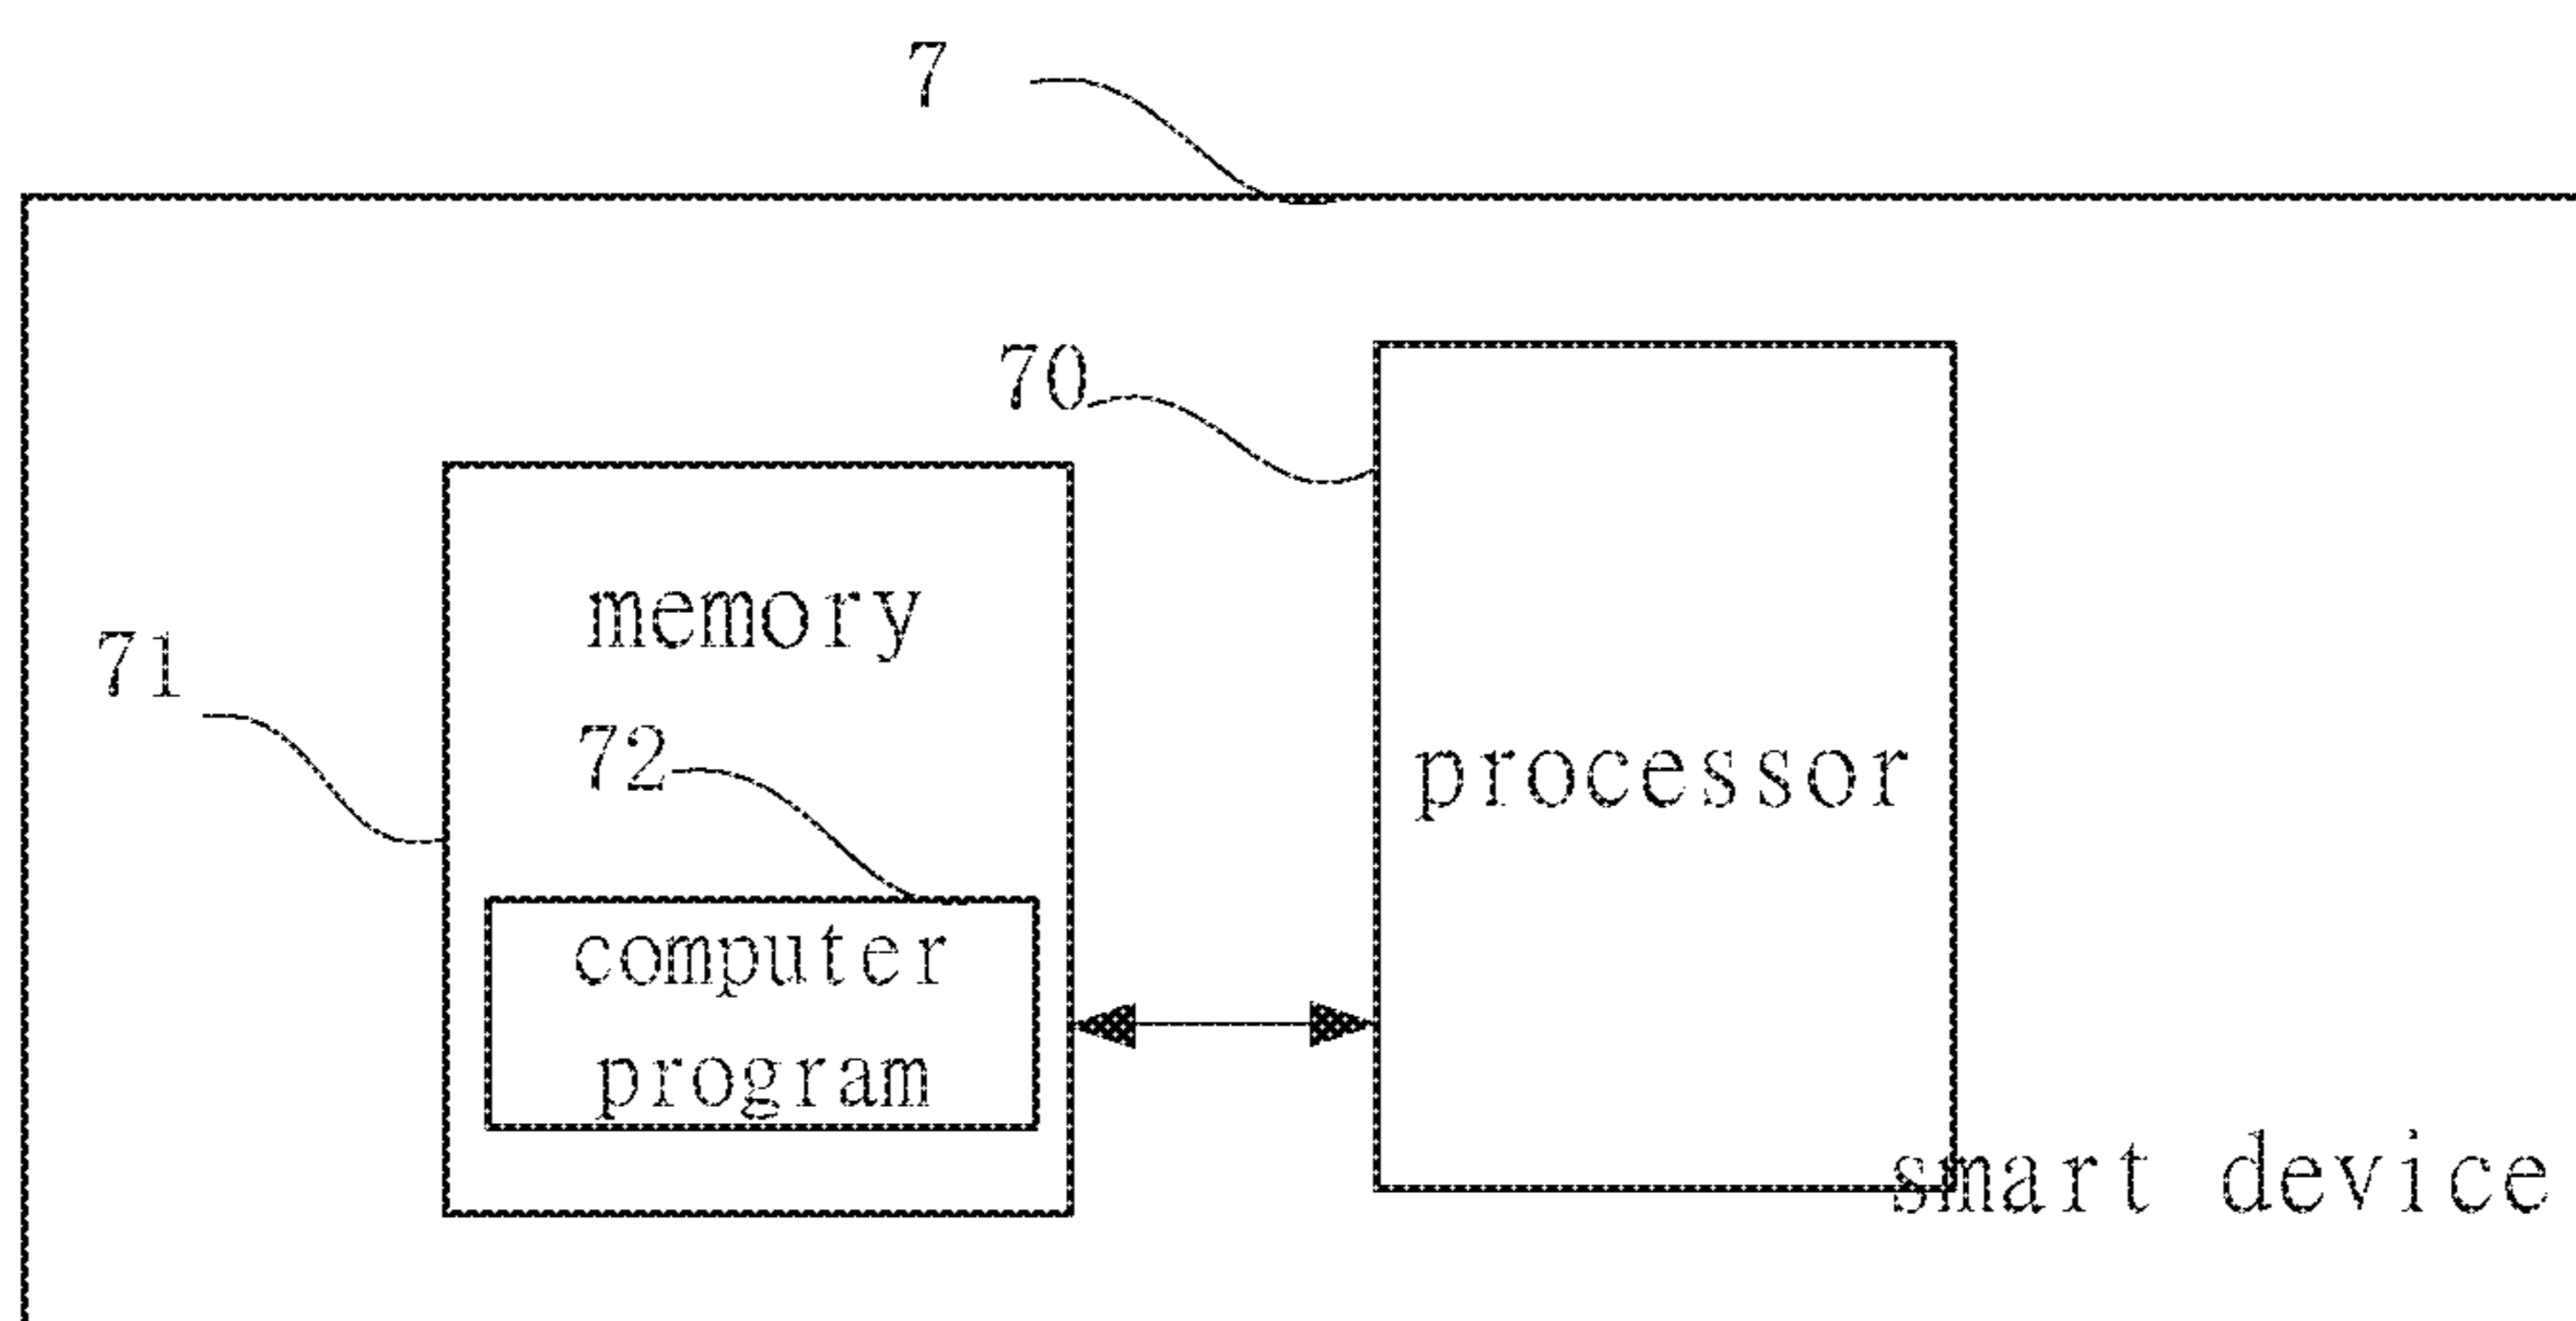 7
70
memory
71
72
processor
computer
program
smart device